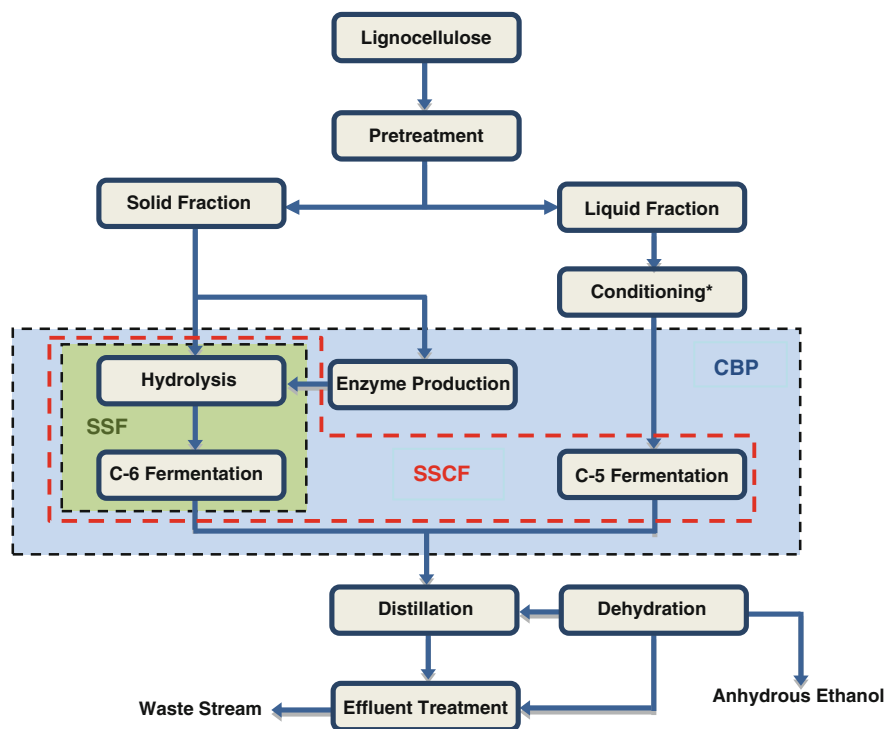 Lignocellulose
Pretreatment
Solid Fraction
Liquid Fraction
Conditioning*
CBP
Hydrolysis
Enzyme Production
SSF
C-6 Fermentation
SSCF
C-5 Fermentation
Distillation
Dehydration
Anhydrous Ethanol
Waste Stream
Effluent Treatment